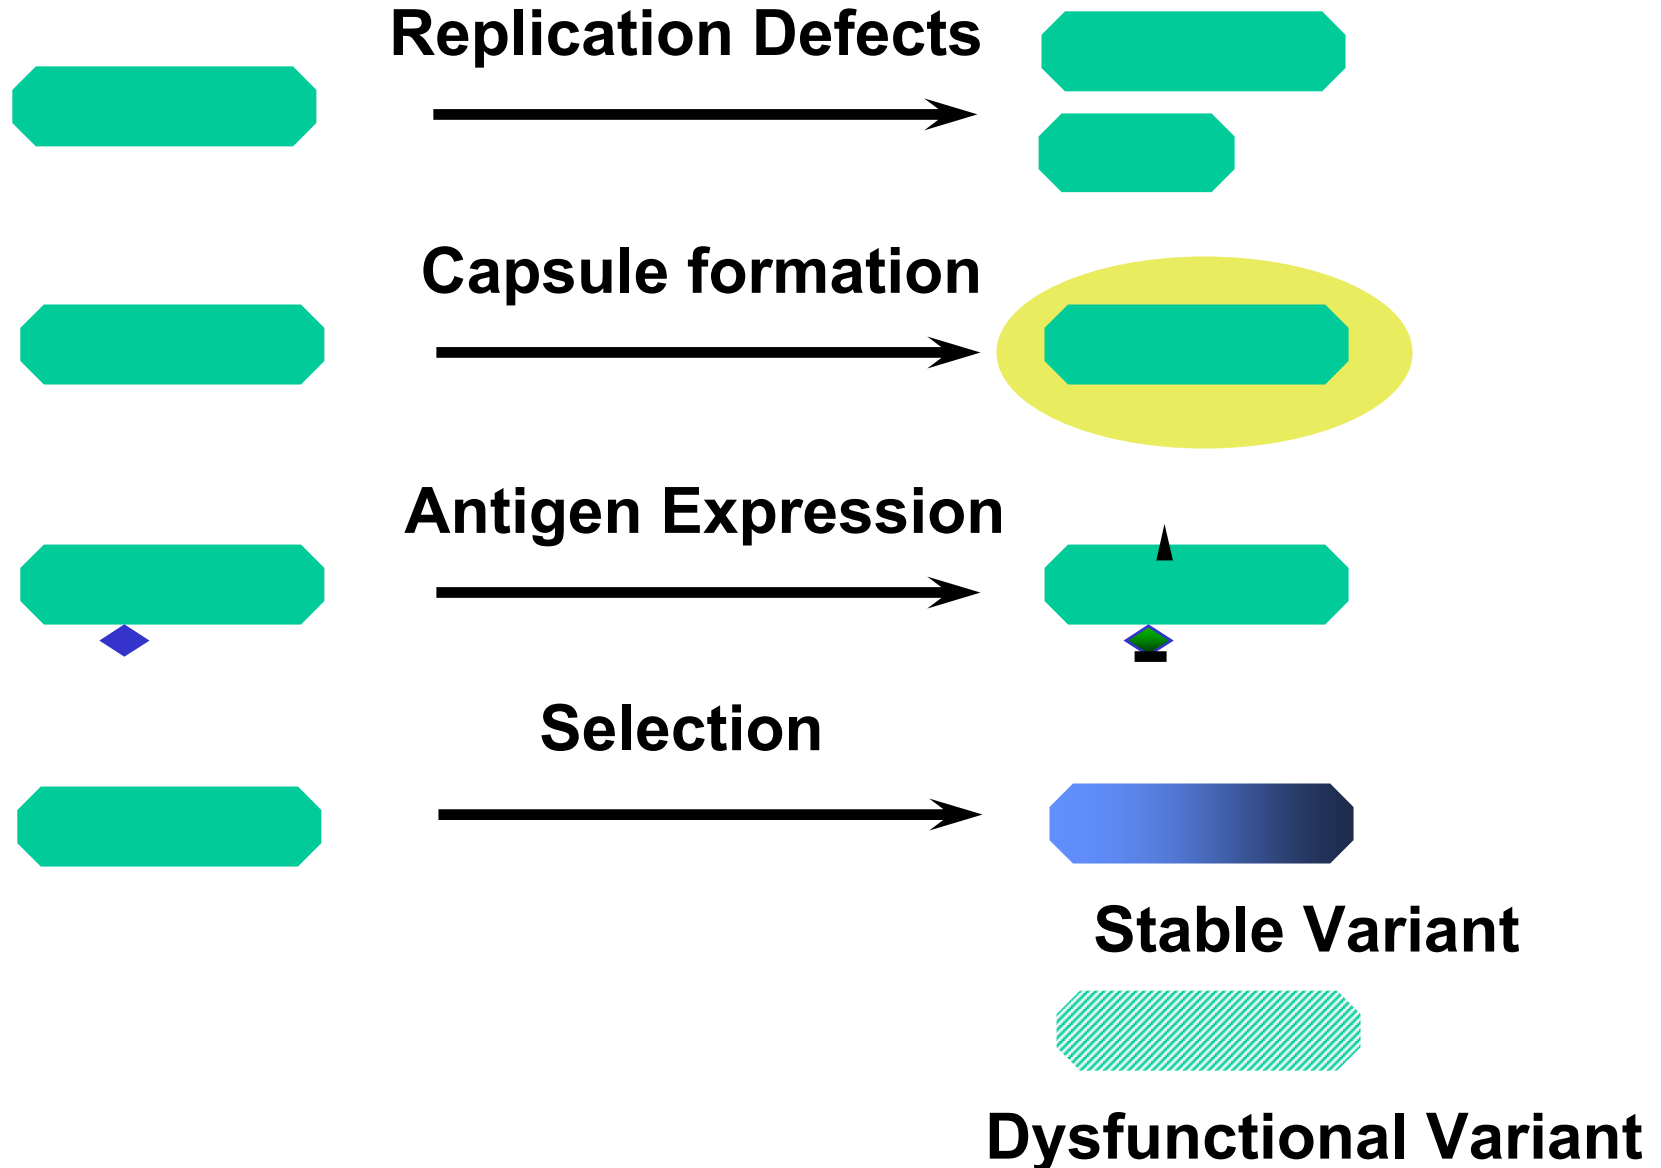 Replication Defects
Capsule formation
Antigen Expression
Selection
Stable Variant
Dysfunctional Variant